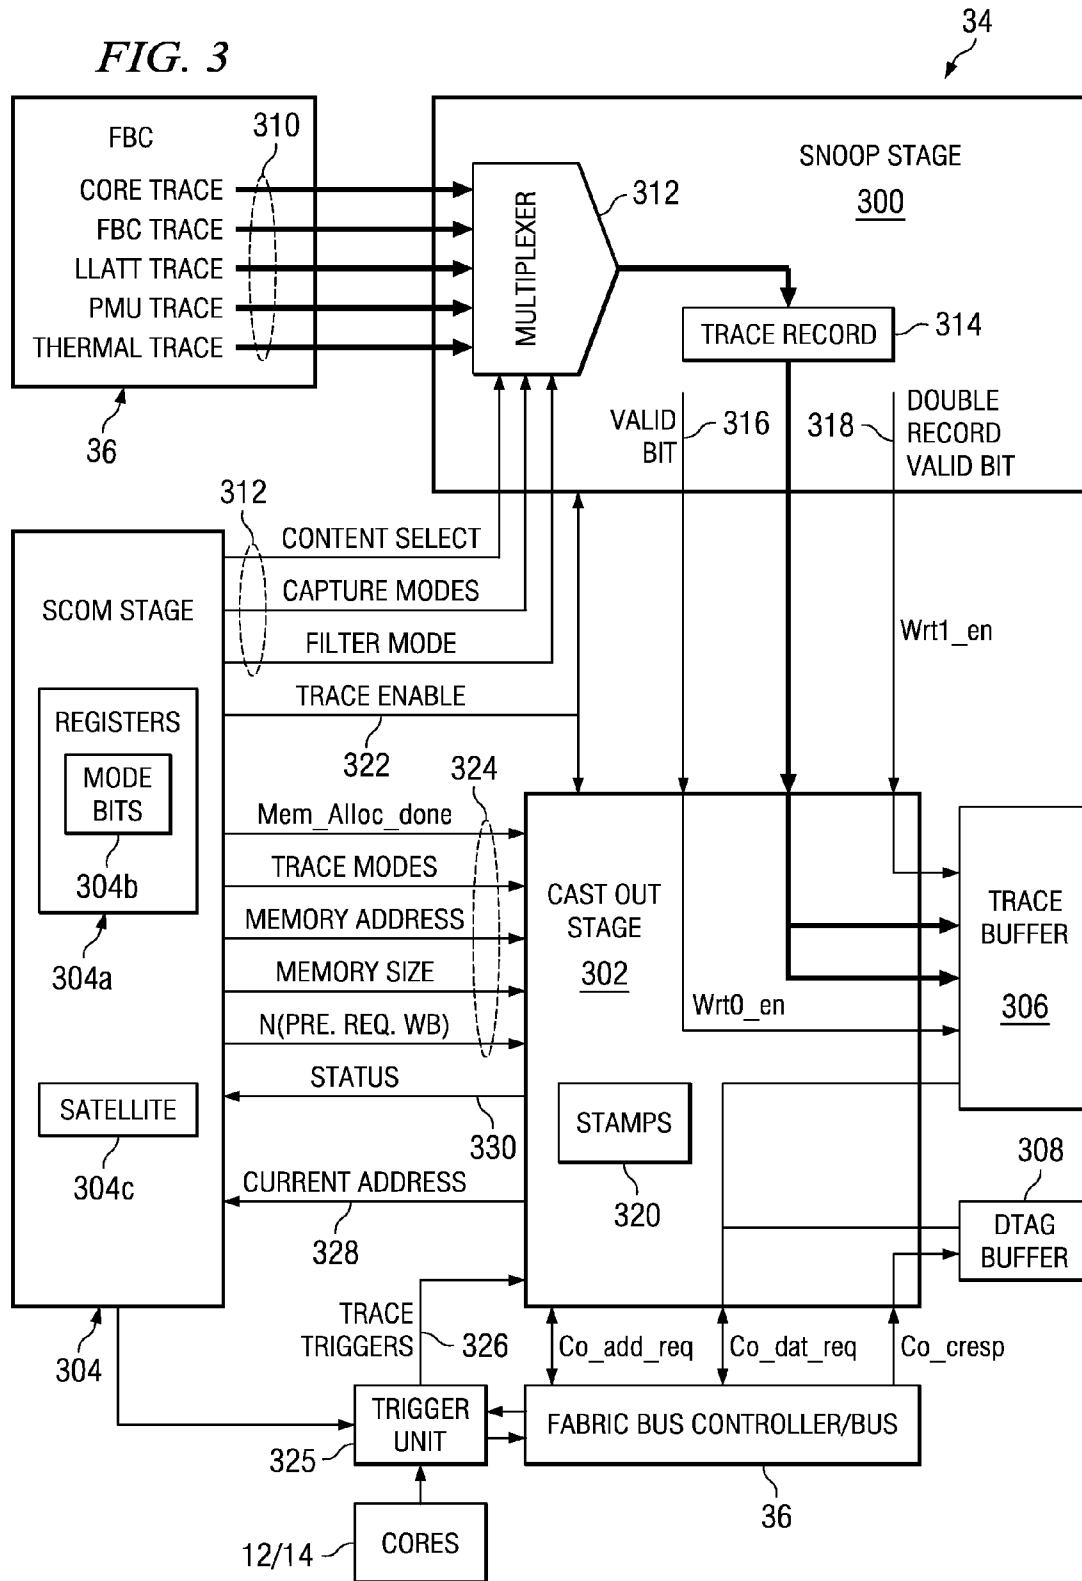 FIG. 3
34
FBC
310
CORE TRACE
FBC TRACE
LLATT TRACE
PMU TRACE
THERMAL TRACE
36
MULTIPLEXER
312
SNOOP STAGE
300
TRACE RECORD
314
VALID
BIT
316
318
DOUBLE
RECORD
VALID BIT
312
CONTENT SELECT
CAPTURE MODES
FILTER MODE
TRACE ENABLE
322
Wrt1_en
SCOM STAGE
REGISTERS
MODE
BITS
304b
304a
SATELLITE
304c
304
324
Mem_Alloc_done
TRACE MODES
MEMORY ADDRESS
MEMORY SIZE
N(PRE. REQ. WB)
STATUS
330
CURRENT ADDRESS
328
CAST OUT
STAGE
302
Wrt0_en
STAMPS
320
TRACE
BUFFER
306
308
DTAG
BUFFER
TRACE
TRIGGERS
326
Co_add_req
Co_dat_req
Co_cresp
TRIGGER
UNIT
325
FABRIC BUS CONTROLLER/BUS
36
CORES
12/14